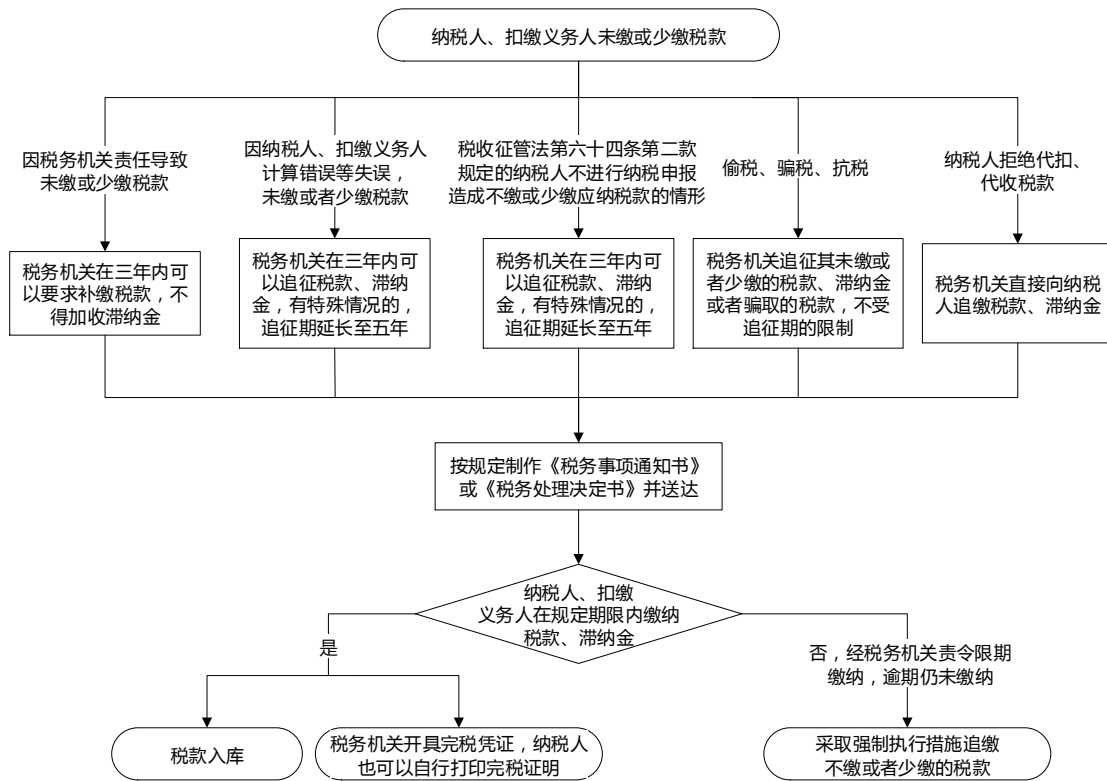 纳税人、扣缴义务人未缴或少缴税款
因税务机关责任导致
未缴或少缴税款
因纳税人、扣缴义务人
计算错误等失误，
未缴或者少缴税款
税收征管法第六十四条第二款
规定的纳税人不进行纳税申报
造成不缴或少缴应纳税款的情形
偷税、骗税、抗税
纳税人拒绝代扣、
代收税款
税务机关在三年内可
以要求补缴税款，不
得加收滞纳金
税务机关在三年内可
以追征税款、滞纳
金，有特殊情况的，
追征期延长至五年
税务机关在三年内可
以追征税款、滞纳
金，有特殊情况的，
追征期延长至五年
税务机关追征其未缴或
者少缴的税款、滞纳金
或者骗取的税款，不受
追征期的限制
税务机关直接向纳税
人追缴税款、滞纳金
按规定制作《税务事项通知书》
或《税务处理决定书》并送达
纳税人、扣缴
义务人在规定期限内缴纳
税款、滞纳金
是
否，经税务机关责令限期
缴纳，逾期仍未缴纳
税款入库
税务机关开具完税凭证，纳税人
也可以自行打印完税证明
采取强制执行措施追缴
不缴或者少缴的税款